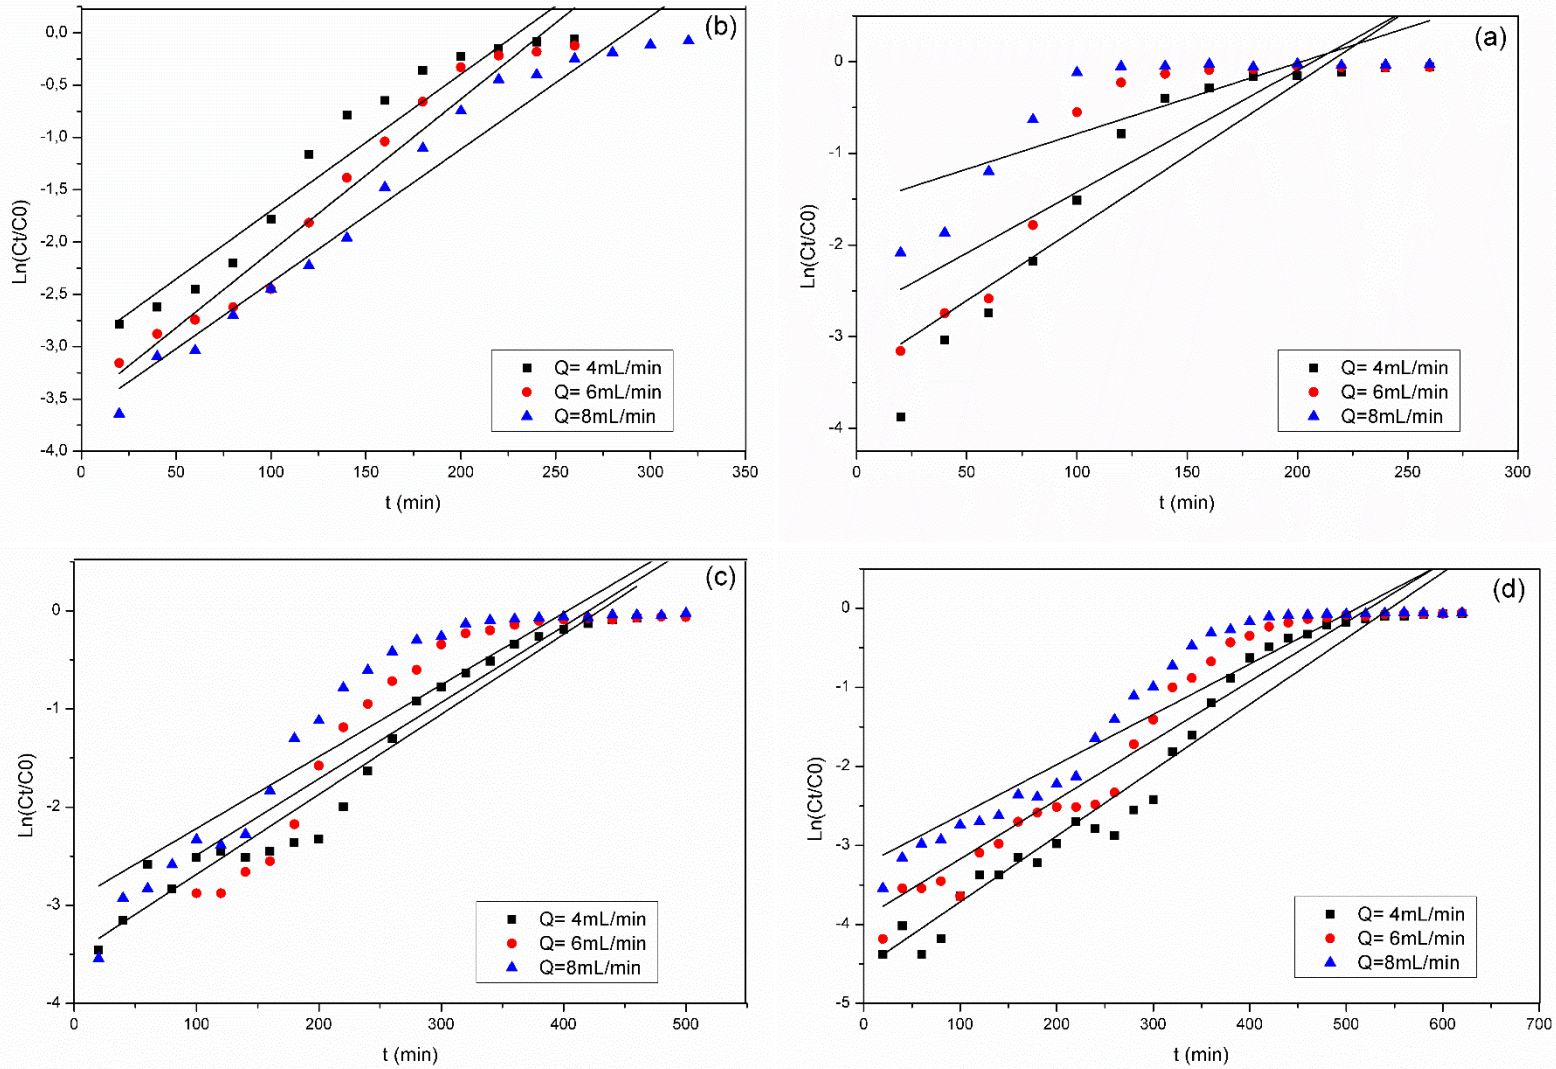 (b)
0,0
-0,5
-1,0
-1,5
-2,0
-2,5
-3,0
-3,5
-4,0
Ln(Ct/C0)
Q= 4mL/min
Q= 6mL/min
Q=8mL/min
0 50 100 150 200 250 300 350
t (min)
(a)
0
-1
-2
-3
-4
Ln(Ct/C0)
Q= 4mL/min
Q= 6mL/min
Q=8mL/min
0 50 100 150 200 250 300
t (min)
(c)
0
-1
-2
-3
-4
Ln(Ct/C0)
Q= 4mL/min
Q= 6mL/min
Q=8mL/min
0 100 200 300 400 500
t (min)
(d)
0
-1
-2
-3
-4
-5
Ln(Ct/C0)
Q= 4mL/min
Q= 6mL/min
Q=8mL/min
0 100 200 300 400 500 600 700
t (min)